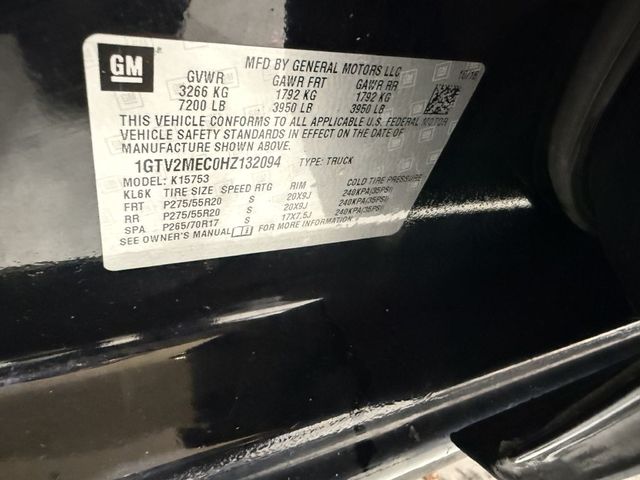 GM
MFD BY GENERAL MOTORS LLC
10/16
GVWR GAWR FRT GAWR RR
3266 KG 1792 KG 1792 KG
7200 LB 3950 LB 3950 LB
THIS VEHICLE CONFORMS TO ALL APPLICABLE U.S. FEDERAL MOTOR
VEHICLE SAFETY STANDARDS IN EFFECT ON THE DATE OF
MANUFACTURE SHOWN ABOVE.
1GTV2MEC0HZ132094 TYPE: TRUCK
MODEL: K15753
KL6K TIRE SIZE SPEED RTG RIM COLD TIRE PRESSURE
FRT P275/55R20 S 20X9J 240KPA(35PSI)
RR P275/55R20 S 20X9J 240KPA(35PSI)
SPA P265/70R17 S 17X7.5J 240KPA(35PSI)
SEE OWNER'S MANUAL FOR MORE INFORMATION